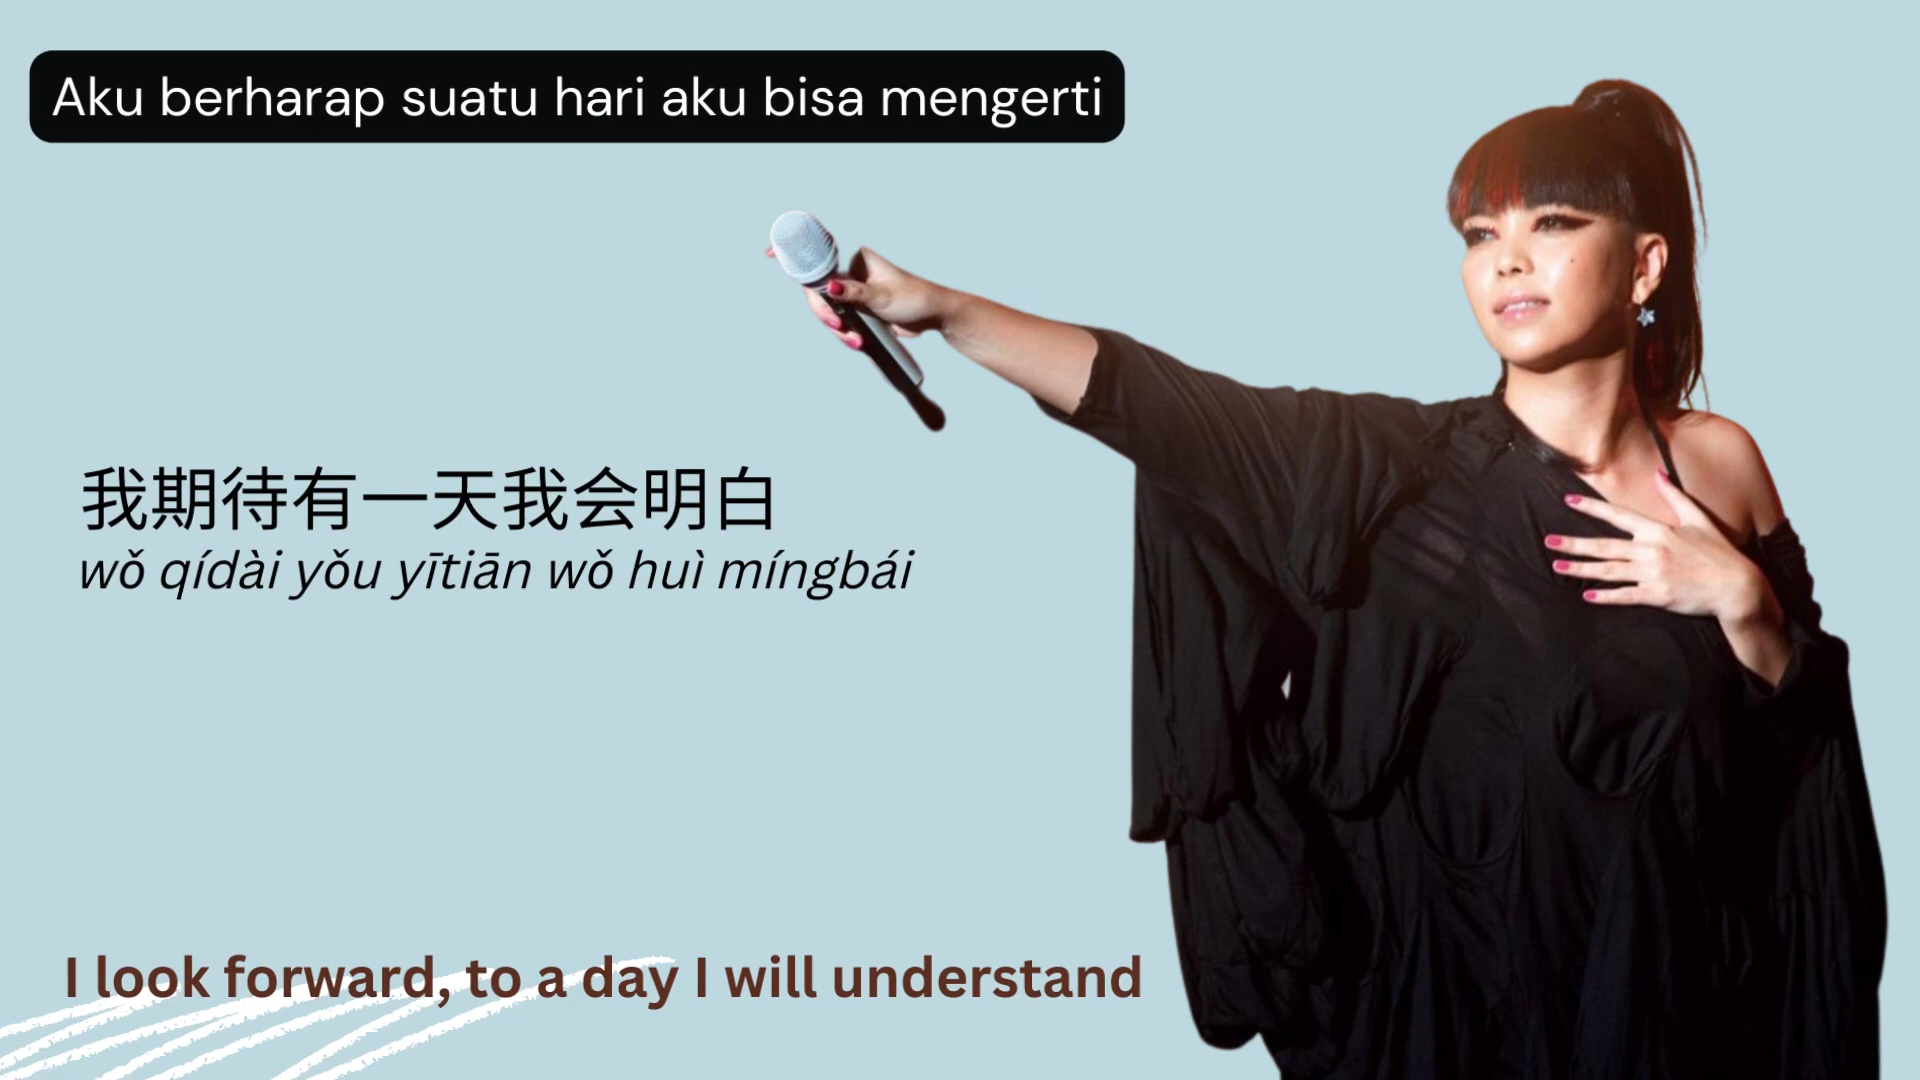 Aku berharap suatu hari aku bisa mengerti
我期待有一天我会明白
wǒ qídài yǒu yītiān wǒ huì míngbái
I look forward, to a day I will understand